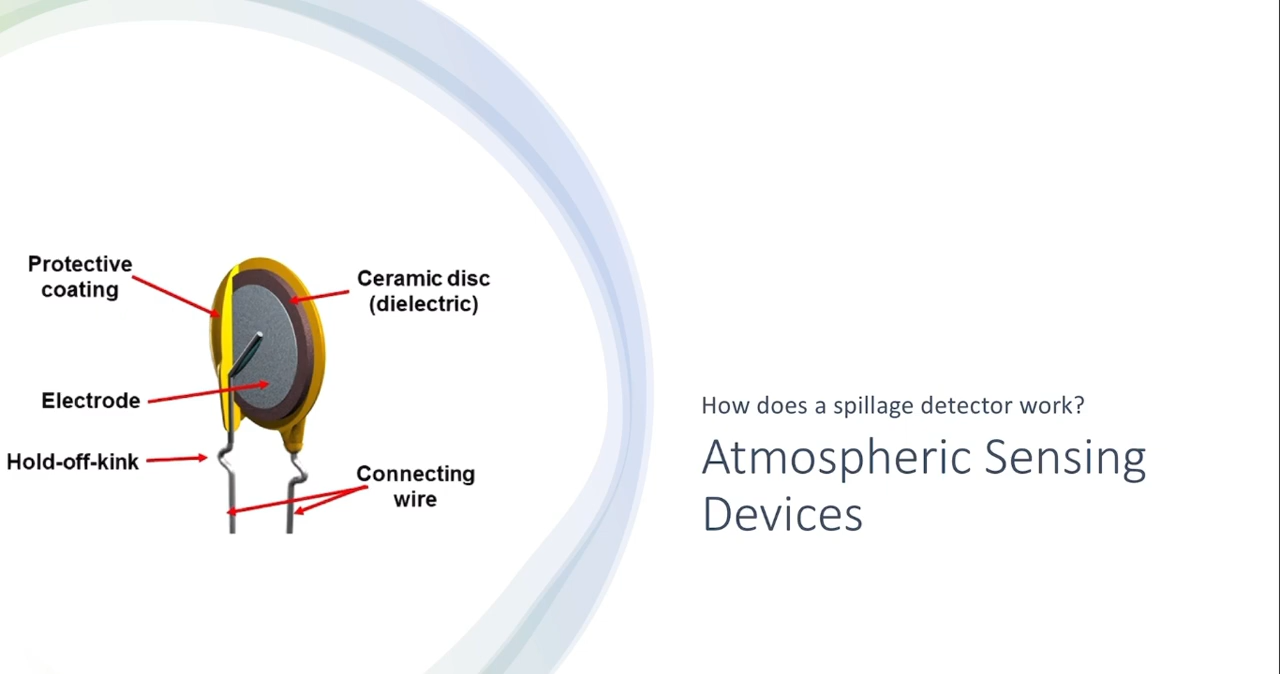 Protective
coating
Ceramic disc
(dielectric)
Electrode
Hold-off-kink
Connecting
wire
How does a spillage detector work?
Atmospheric Sensing
Devices